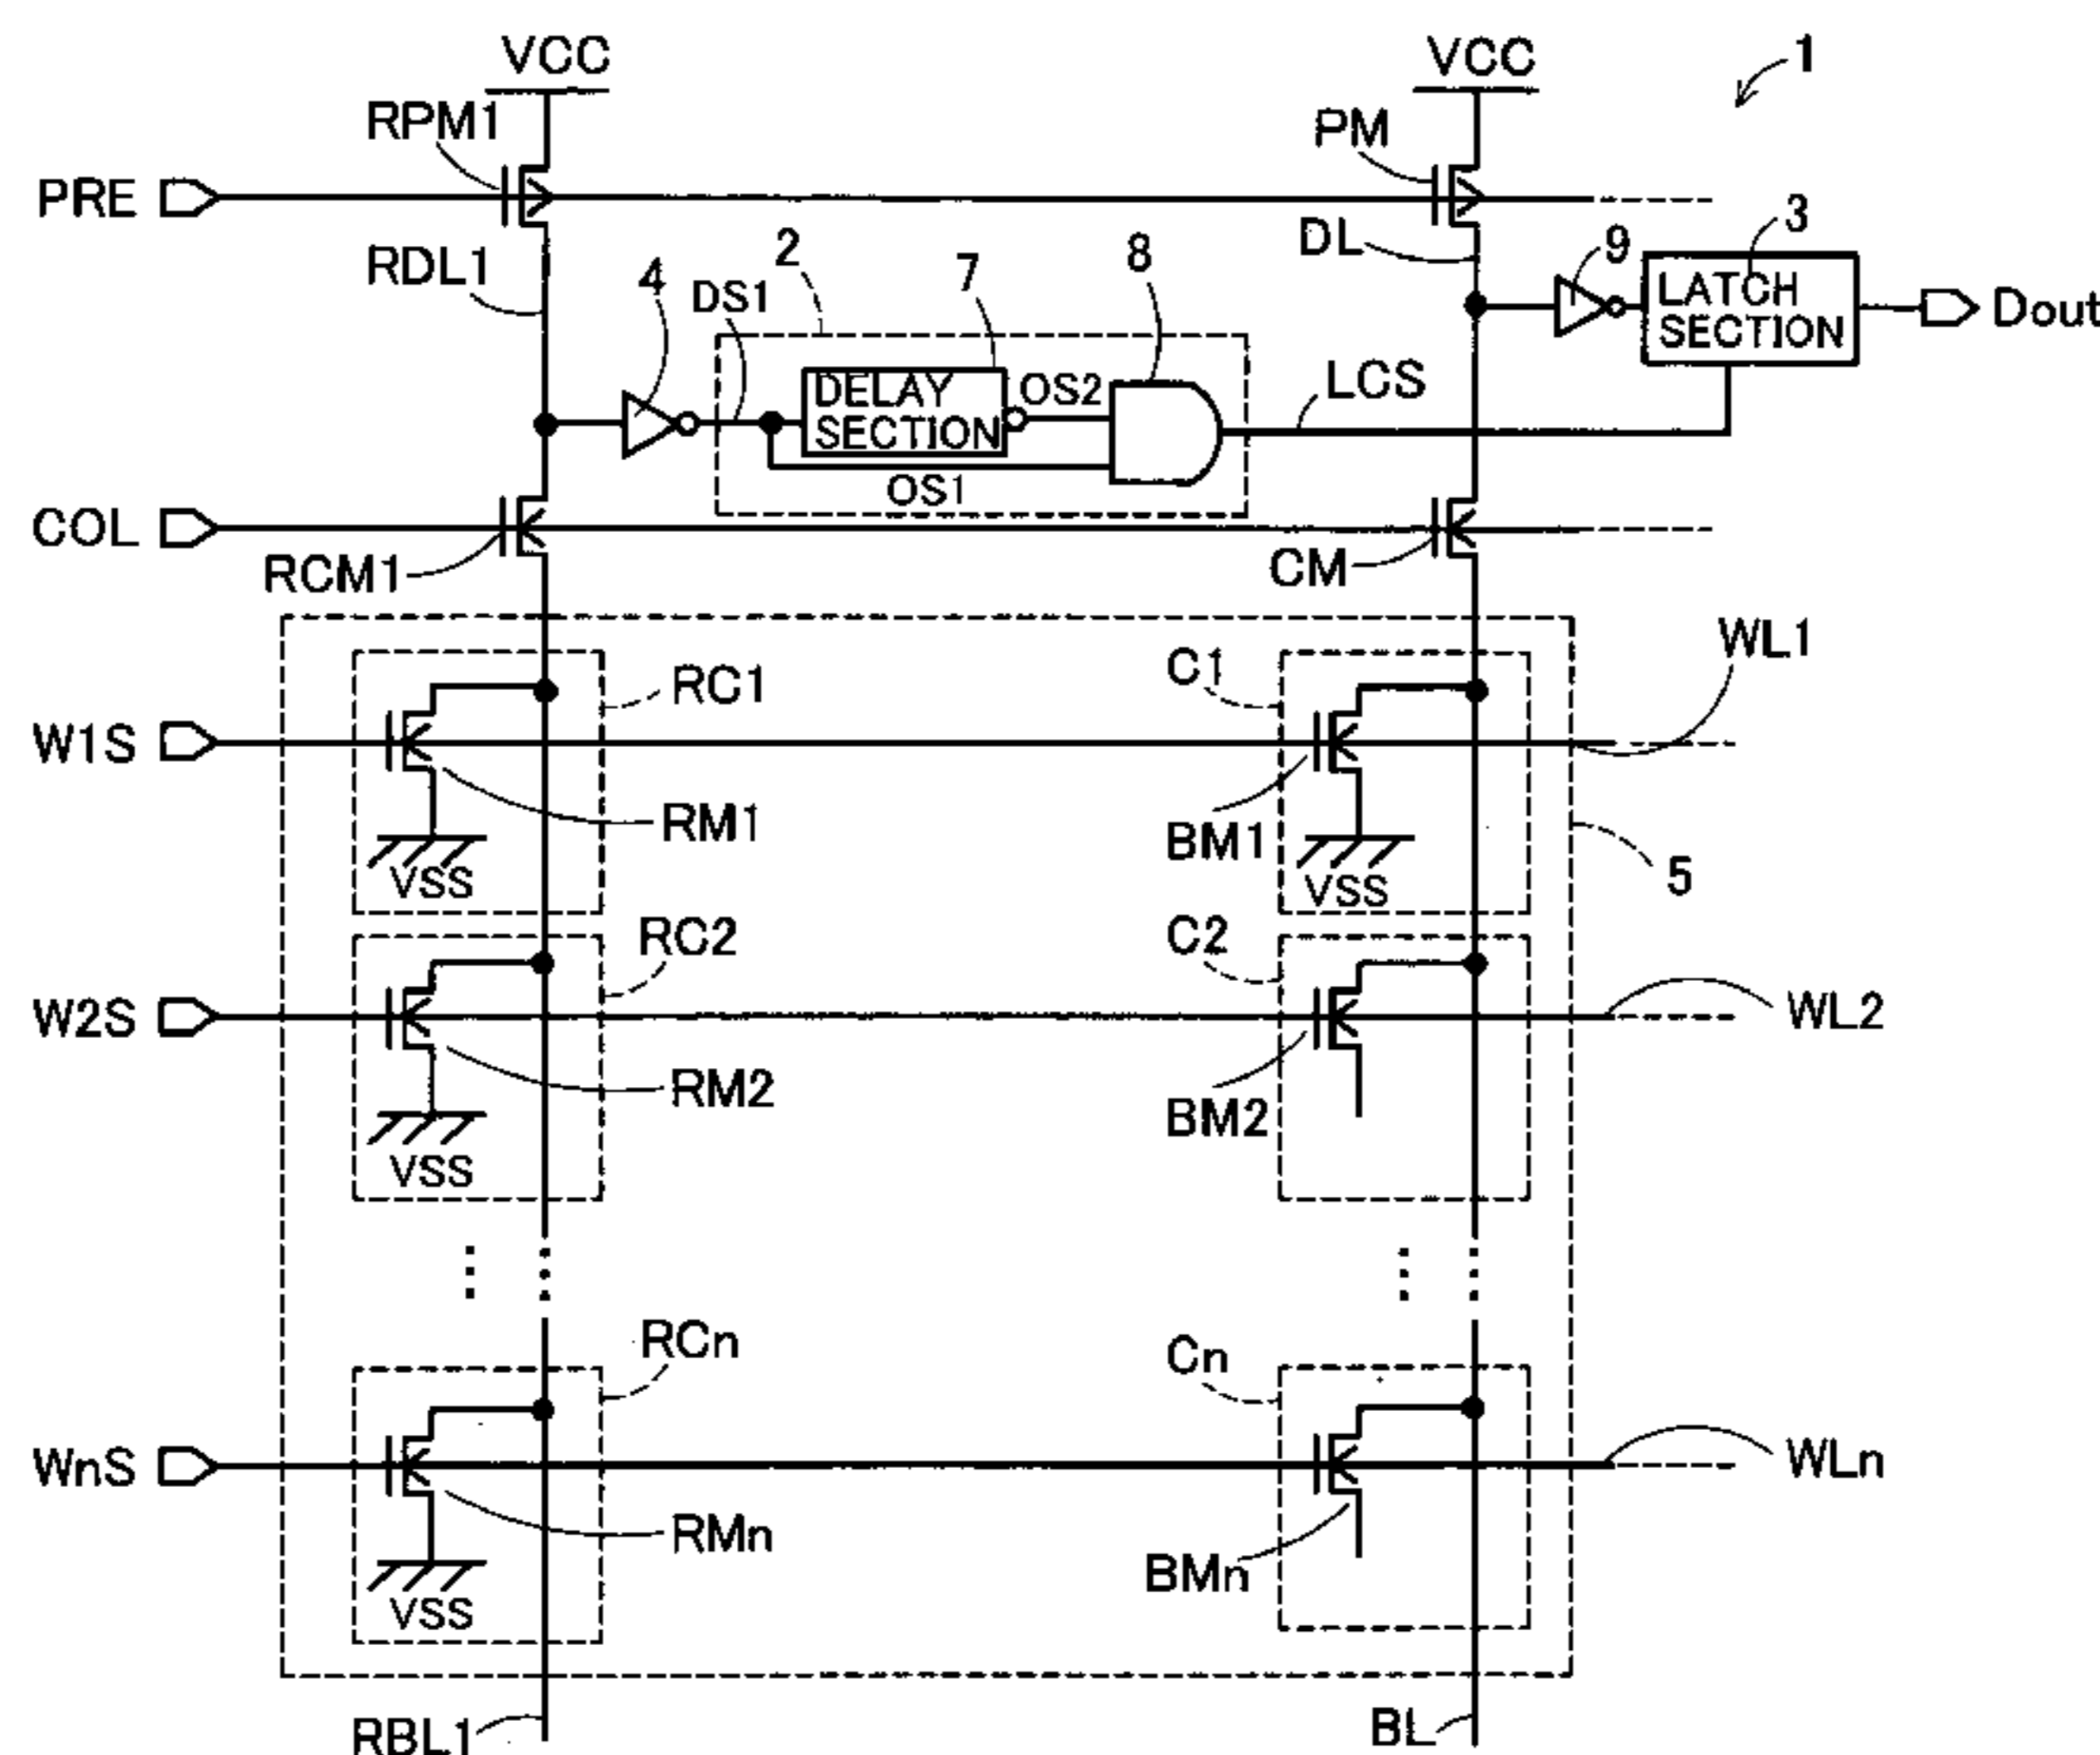 VCC
VCC
1
RPM1
PM
PRE
RDL1
2
4
DS1
7
8
DL
9
3
LATCH
SECTION
Dout
DELAY
SECTION
OS2
OS1
LCS
COL
RCM1
CM
RC1
C1
WL1
W1S
RM1
BM1
VSS
VSS
5
RC2
C2
W2S
WL2
RM2
BM2
VSS
RCn
Cn
WnS
WLn
RMn
BMn
VSS
RBL1
BL